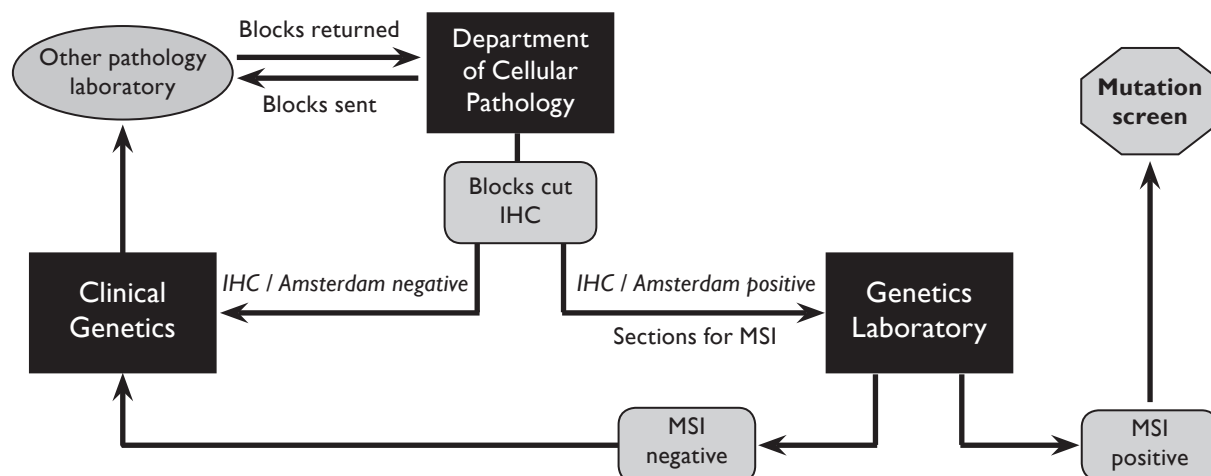 Other pathology
laboratory
Blocks returned
Blocks sent
Department
of Cellular
Pathology
Mutation
screen
Blocks cut
IHC
Clinical
Genetics
IHC / Amsterdam negative
IHC / Amsterdam positive
Sections for MSI
Genetics
Laboratory
MSI
negative
MSI
positive